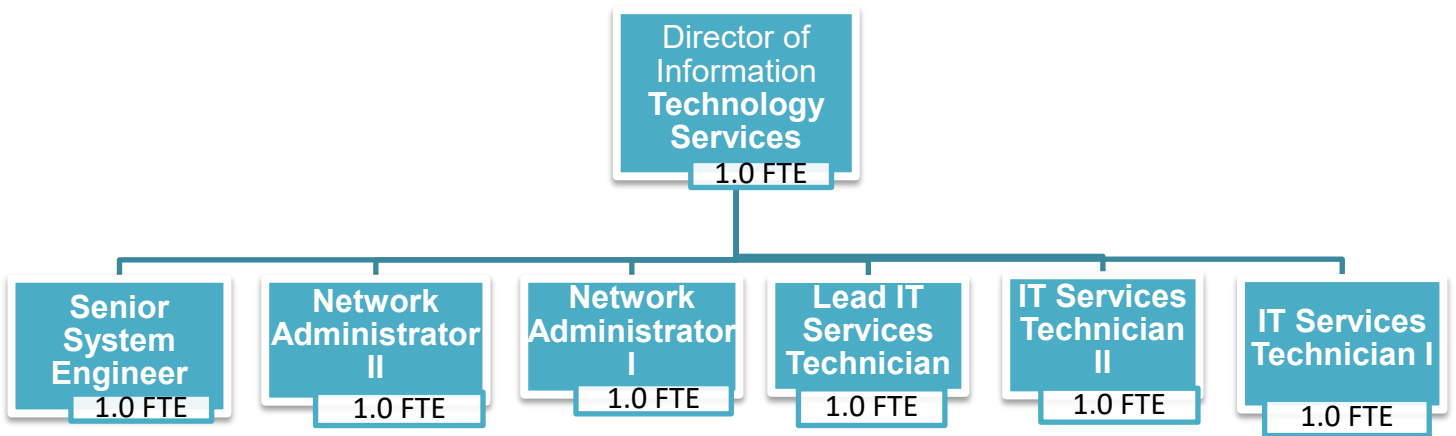 Director of
Information
Technology
Services
1.0 FTE
Senior
System
Engineer
1.0 FTE
Network
Administrator
II
1.0 FTE
Network
Administrator
I
1.0 FTE
Lead IT
Services
Technician
1.0 FTE
IT Services
Technician
II
1.0 FTE
IT Services
Technician I
1.0 FTE